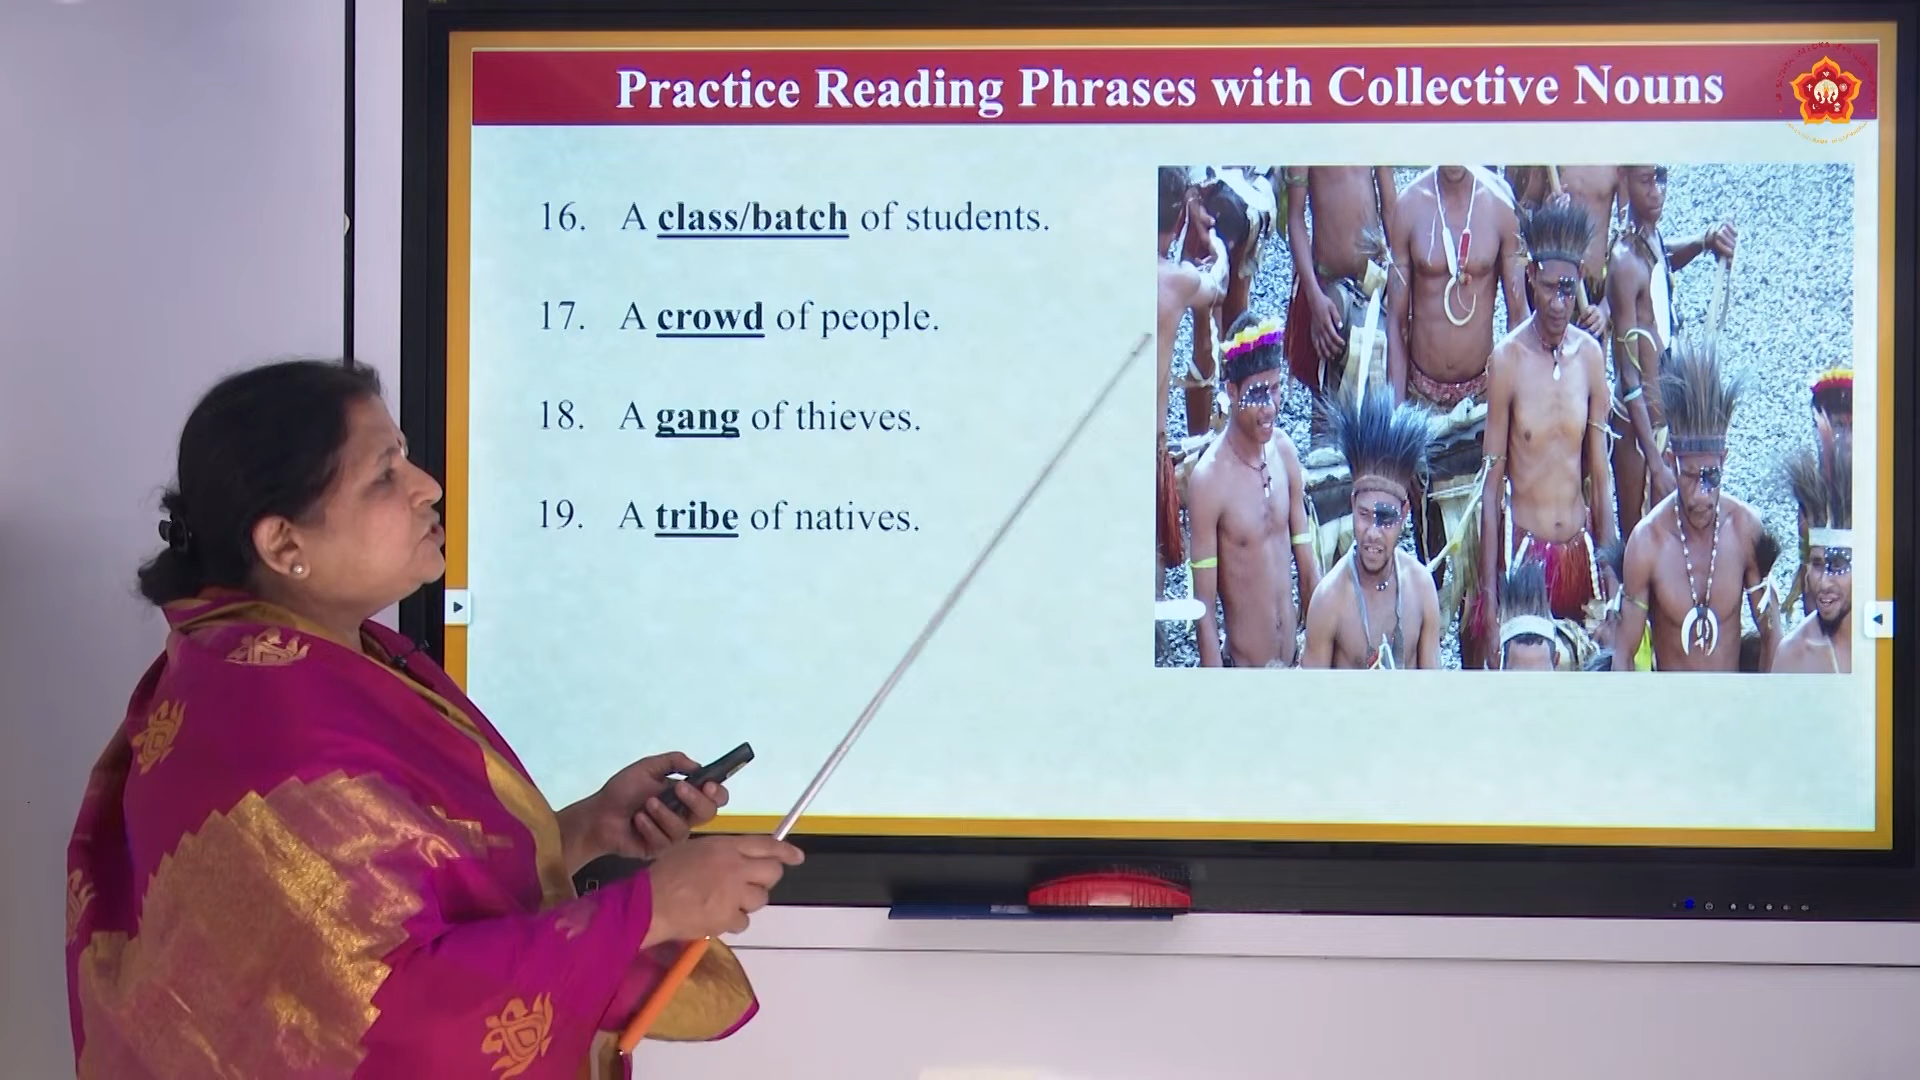 Practice Reading Phrases with Collective Nouns
16. A class/batch of students.
17. A crowd of people.
18. A gang of thieves.
19. A tribe of natives.
ViewSonic